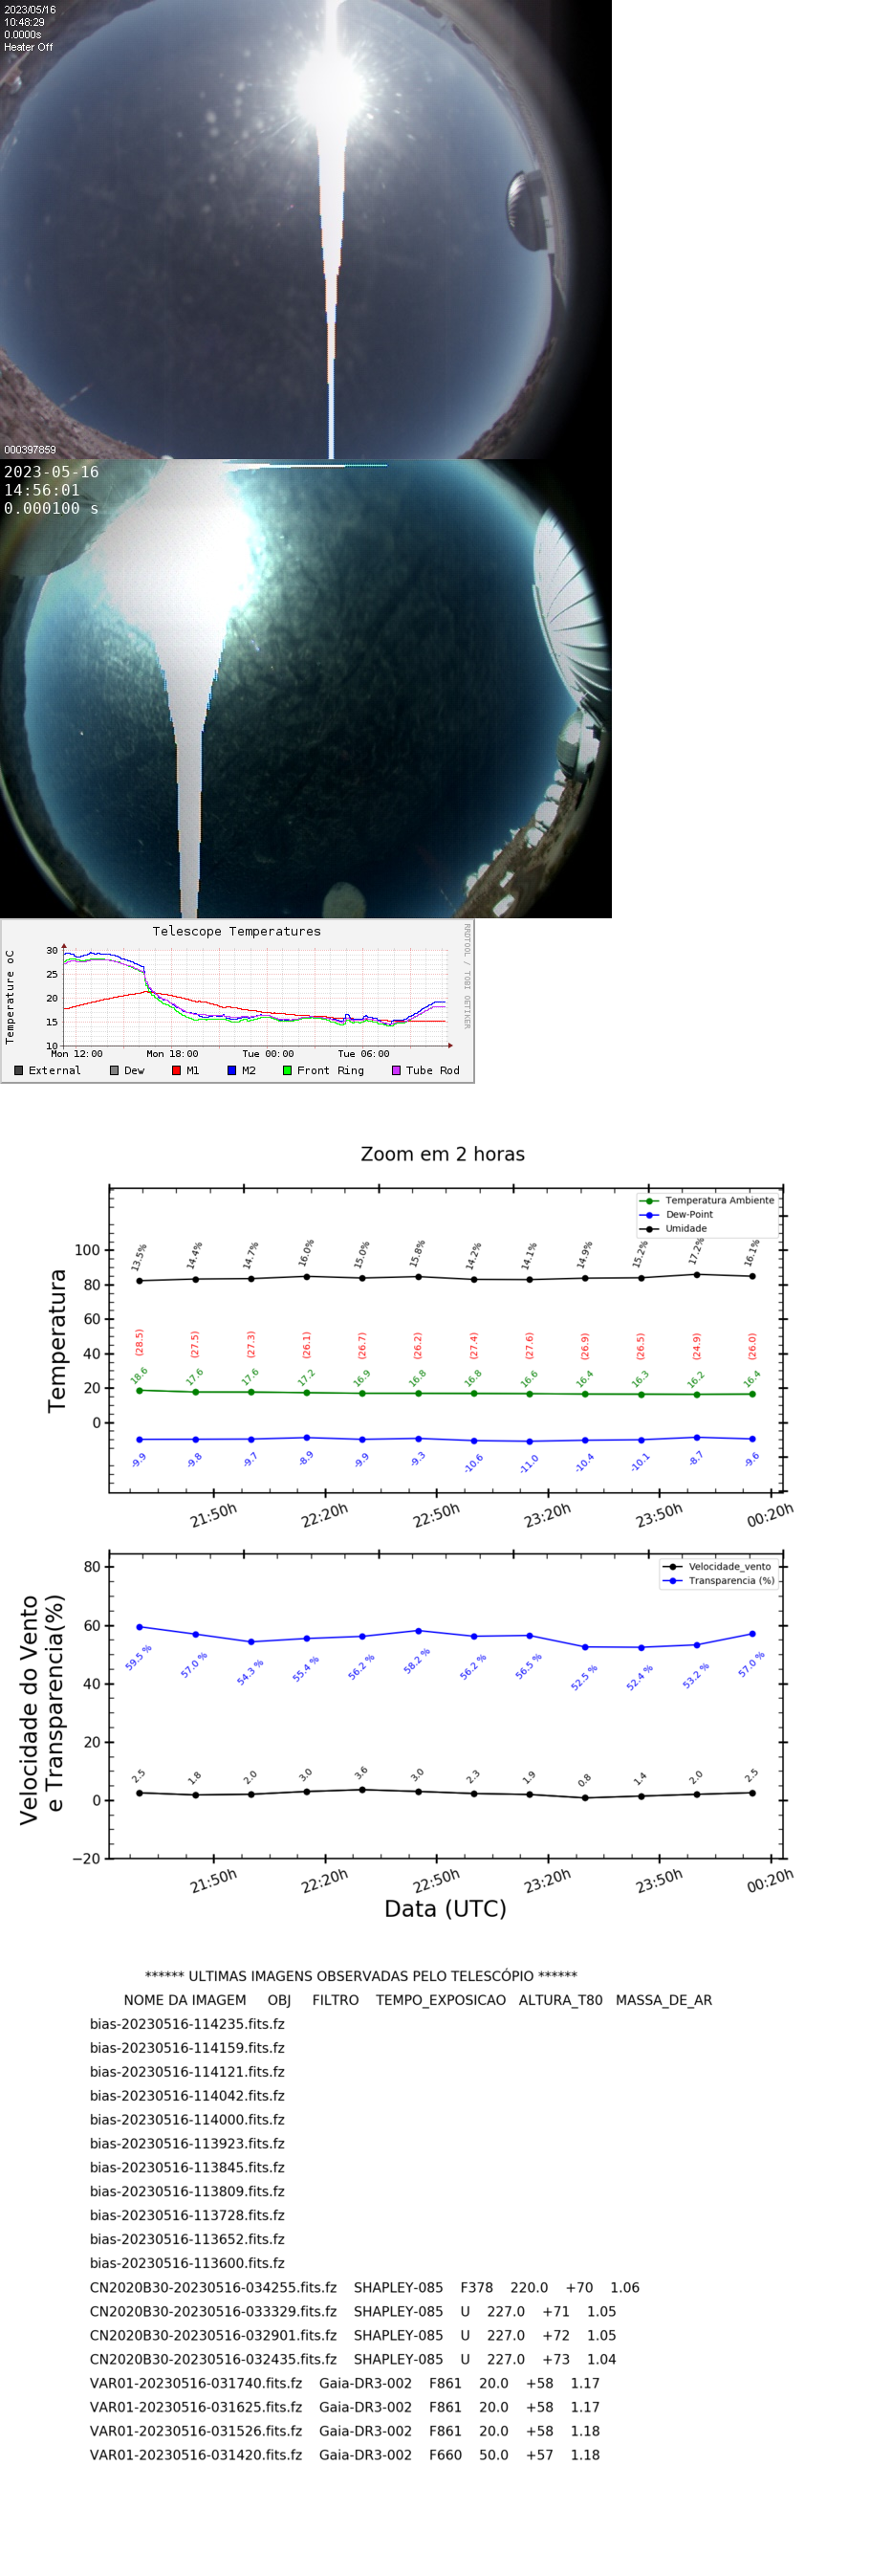 2023/05/16
10:48:29
0.0000s
Heater Off
000397859
2023-05-16
14:56:01
0.000100 s
Telescope Temperatures
Temperature oC
RRDTOOL / TOBI OETIKER
30
25
20
15
10
Mon 12:00 Mon 18:00 Tue 00:00 Tue 06:00
External Dew M1 M2 Front Ring Tube Rod
Zoom em 2 horas
Temperatura
Temperatura Ambiente
Dew-Point
Umidade
100
80
60
40
20
0
13.5% 14.4% 14.7% 16.0% 15.0% 15.8% 14.2% 14.1% 14.9% 15.2% 17.2% 16.1%
(28.5) (27.5) (27.3) (26.1) (26.7) (26.2) (27.4) (27.6) (26.9) (26.5) (24.9) (26.0)
18.6 17.6 17.6 17.2 16.9 16.8 16.8 16.6 16.4 16.3 16.2 16.4
-9.9 -9.8 -9.7 -8.9 -9.9 -9.3 -10.6 -11.0 -10.4 -10.1 -8.7 -9.6
21:50h 22:20h 22:50h 23:20h 23:50h 00:20h
Velocidade do Vento
e Transparencia(%)
Velocidade_vento
Transparencia (%)
80
60
40
20
0
−20
59.5 % 57.0 % 54.3 % 55.4 % 56.2 % 58.2 % 56.2 % 56.5 % 52.5 % 52.4 % 53.2 % 57.0 %
2.5 1.8 2.0 3.0 3.6 3.0 2.3 1.9 0.8 1.4 2.0 2.5
21:50h 22:20h 22:50h 23:20h 23:50h 00:20h
Data (UTC)
****** ULTIMAS IMAGENS OBSERVADAS PELO TELESCÓPIO ******
NOME DA IMAGEM OBJ FILTRO TEMPO_EXPOSICAO ALTURA_T80 MASSA_DE_AR
bias-20230516-114235.fits.fz
bias-20230516-114159.fits.fz
bias-20230516-114121.fits.fz
bias-20230516-114042.fits.fz
bias-20230516-114000.fits.fz
bias-20230516-113923.fits.fz
bias-20230516-113845.fits.fz
bias-20230516-113809.fits.fz
bias-20230516-113728.fits.fz
bias-20230516-113652.fits.fz
bias-20230516-113600.fits.fz
CN2020B30-20230516-034255.fits.fz SHAPLEY-085 F378 220.0 +70 1.06
CN2020B30-20230516-033329.fits.fz SHAPLEY-085 U 227.0 +71 1.05
CN2020B30-20230516-032901.fits.fz SHAPLEY-085 U 227.0 +72 1.05
CN2020B30-20230516-032435.fits.fz SHAPLEY-085 U 227.0 +73 1.04
VAR01-20230516-031740.fits.fz Gaia-DR3-002 F861 20.0 +58 1.17
VAR01-20230516-031625.fits.fz Gaia-DR3-002 F861 20.0 +58 1.17
VAR01-20230516-031526.fits.fz Gaia-DR3-002 F861 20.0 +58 1.18
VAR01-20230516-031420.fits.fz Gaia-DR3-002 F660 50.0 +57 1.18